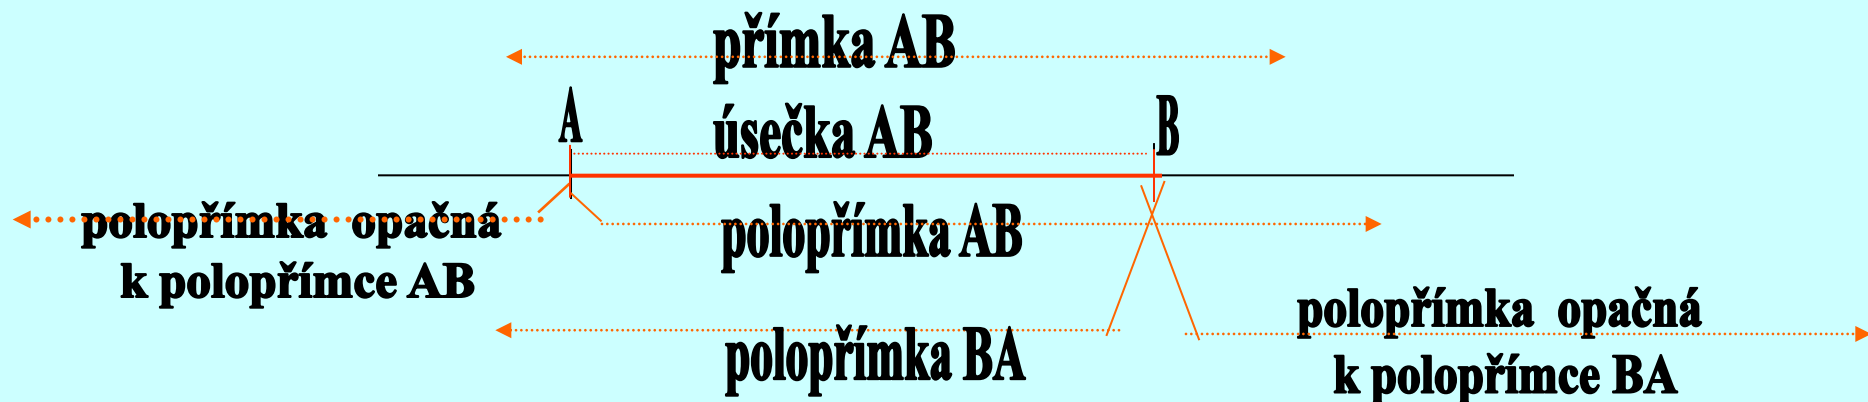 přímka AB
A
úsečka AB
B
polopřímka opačná
k polopřímce AB
polopřímka AB
polopřímka BA
polopřímka opačná
k polopřímce BA